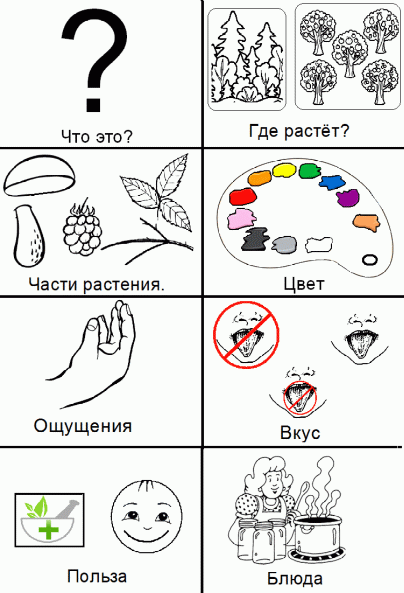 ?
Что это?
Где растёт?
Части растения.
Цвет
Ощущения
Вкус
Польза
Блюда